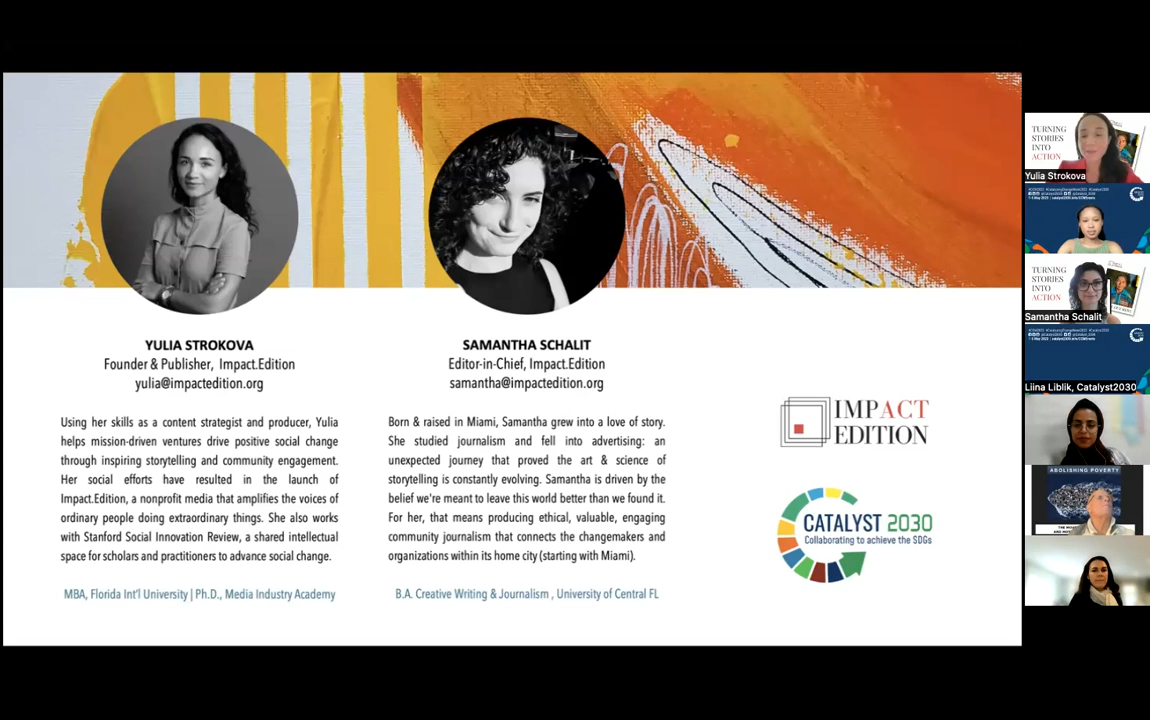 YULIA STROKOVA
Founder & Publisher, Impact.Edition
yulia@impactedition.org
Using her skills as a content strategist and producer, Yulia
helps mission-driven ventures drive positive social change
through inspiring storytelling and community engagement.
Her social efforts have resulted in the launch of
Impact.Edition, a nonprofit media that amplifies the voices of
ordinary people doing extraordinary things. She also works
with Stanford Social Innovation Review, a shared intellectual
space for scholars and practitioners to advance social change.
MBA, Florida Int'l University | Ph.D., Media Industry Academy
SAMANTHA SCHALIT
Editor-in-Chief, Impact.Edition
samantha@impactedition.org
Born & raised in Miami, Samantha grew into a love of story.
She studied journalism and fell into advertising: an
unexpected journey that proved the art & science of
storytelling is constantly evolving. Samantha is driven by the
belief we're meant to leave this world better than we found it.
For her, that means producing ethical, valuable, engaging
community journalism that connects the changemakers and
organizations within its home city (starting with Miami).
B.A. Creative Writing & Journalism , University of Central FL
IMPACT
EDITION
CATALYST 2030
Collaborating to achieve the SDGs
TURNING
STORIES
INTO
ACTION
Yulia Strokova
TURNING
STORIES
INTO
ACTION
Samantha Schalit
Liina Liblik, Catalyst2030
ABOLISHING POVERTY